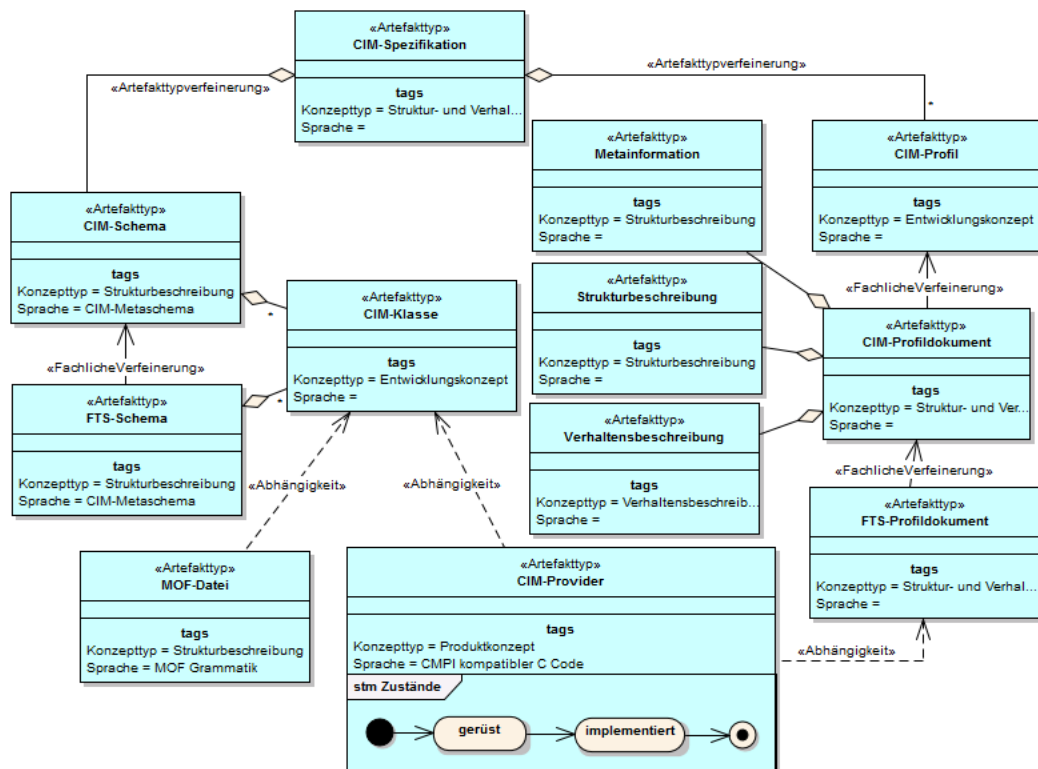 «Artefakttyp»
CIM-Spezifikation
tags
Konzepttyp = Struktur- und Verhal...
Sprache =
«Artefakttypverfeinerung»
«Artefakttypverfeinerung»
*
«Artefakttyp»
Metainformation
tags
Konzepttyp = Strukturbeschreibung
Sprache =
«Artefakttyp»
CIM-Profil
tags
Konzepttyp = Entwicklungskonzept
Sprache =
«Artefakttyp»
CIM-Schema
tags
Konzepttyp = Strukturbeschreibung
Sprache = CIM-Metaschema
*
«Artefakttyp»
Strukturbeschreibung
tags
Konzepttyp = Strukturbeschreibung
Sprache =
«FachlicheVerfeinerung»
«Artefakttyp»
CIM-Klasse
tags
Konzepttyp = Entwicklungskonzept
Sprache =
«Artefakttyp»
CIM-Profildokument
tags
Konzepttyp = Struktur- und Ver...
Sprache =
«FachlicheVerfeinerung»
«Artefakttyp»
FTS-Schema
tags
Konzepttyp = Strukturbeschreibung
Sprache = CIM-Metaschema
*
«Artefakttyp»
Verhaltensbeschreibung
tags
Konzepttyp = Verhaltensbeschreib...
Sprache =
«FachlicheVerfeinerung»
«Abhängigkeit»
«Abhängigkeit»
«Artefakttyp»
FTS-Profildokument
tags
Konzepttyp = Struktur- und Verhal...
Sprache =
«Artefakttyp»
MOF-Datei
tags
Konzepttyp = Strukturbeschreibung
Sprache = MOF Grammatik
«Artefakttyp»
CIM-Provider
tags
Konzepttyp = Produktkonzept
Sprache = CMPI kompatibler C Code
«Abhängigkeit»
stm Zustände
gerüst
implementiert